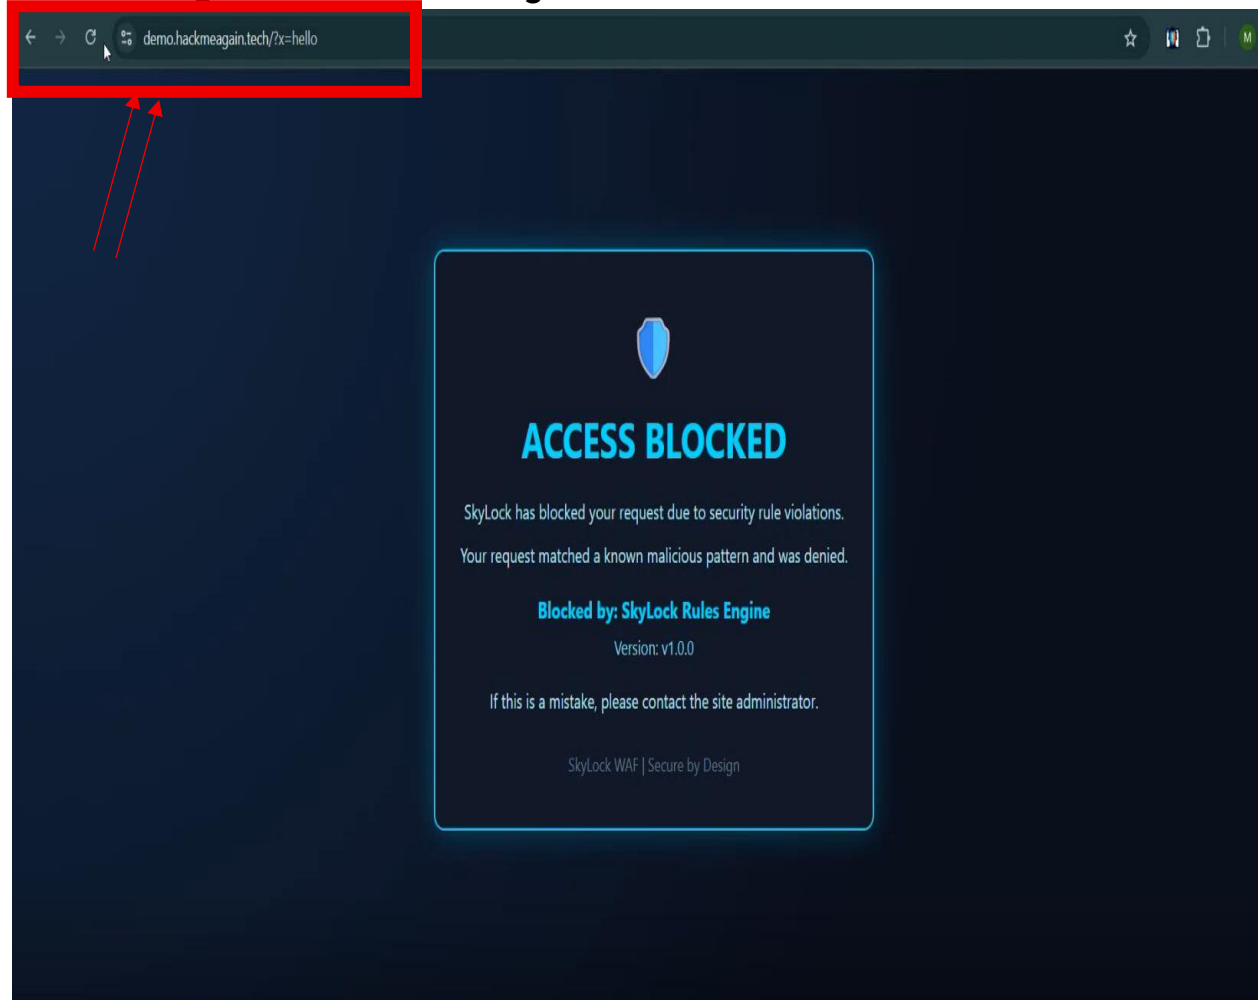 demo.hackmeagain.tech/?x=hello
M
ACCESS BLOCKED
SkyLock has blocked your request due to security rule violations.
Your request matched a known malicious pattern and was denied.
Blocked by: SkyLock Rules Engine
Version: v1.0.0
If this is a mistake, please contact the site administrator.
SkyLock WAF | Secure by Design